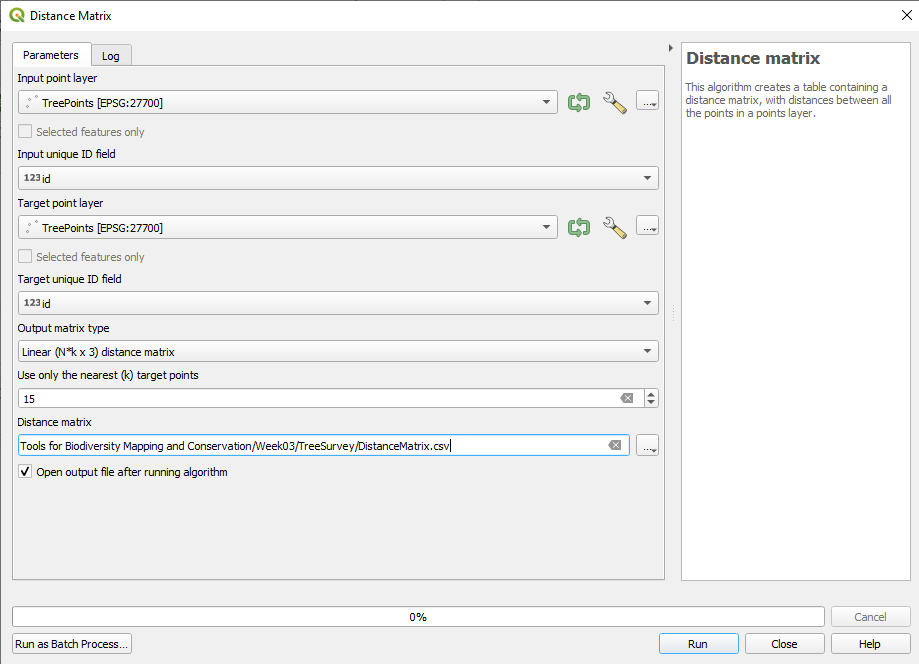 Distance Matrix
Parameters
Log
Input point layer
TreePoints [EPSG:27700]
...
Selected features only
Input unique ID field
123 id
Target point layer
TreePoints [EPSG:27700]
...
Selected features only
Target unique ID field
123 id
Output matrix type
Linear (N*k x 3) distance matrix
Use only the nearest (k) target points
15
Distance matrix
Tools for Biodiversity Mapping and Conservation/Week03/TreeSurvey/DistanceMatrix.csv
...
Open output file after running algorithm
Distance matrix
This algorithm creates a table containing a
distance matrix, with distances between all
the points in a points layer.
0%
Cancel
Run as Batch Process...
Run
Close
Help